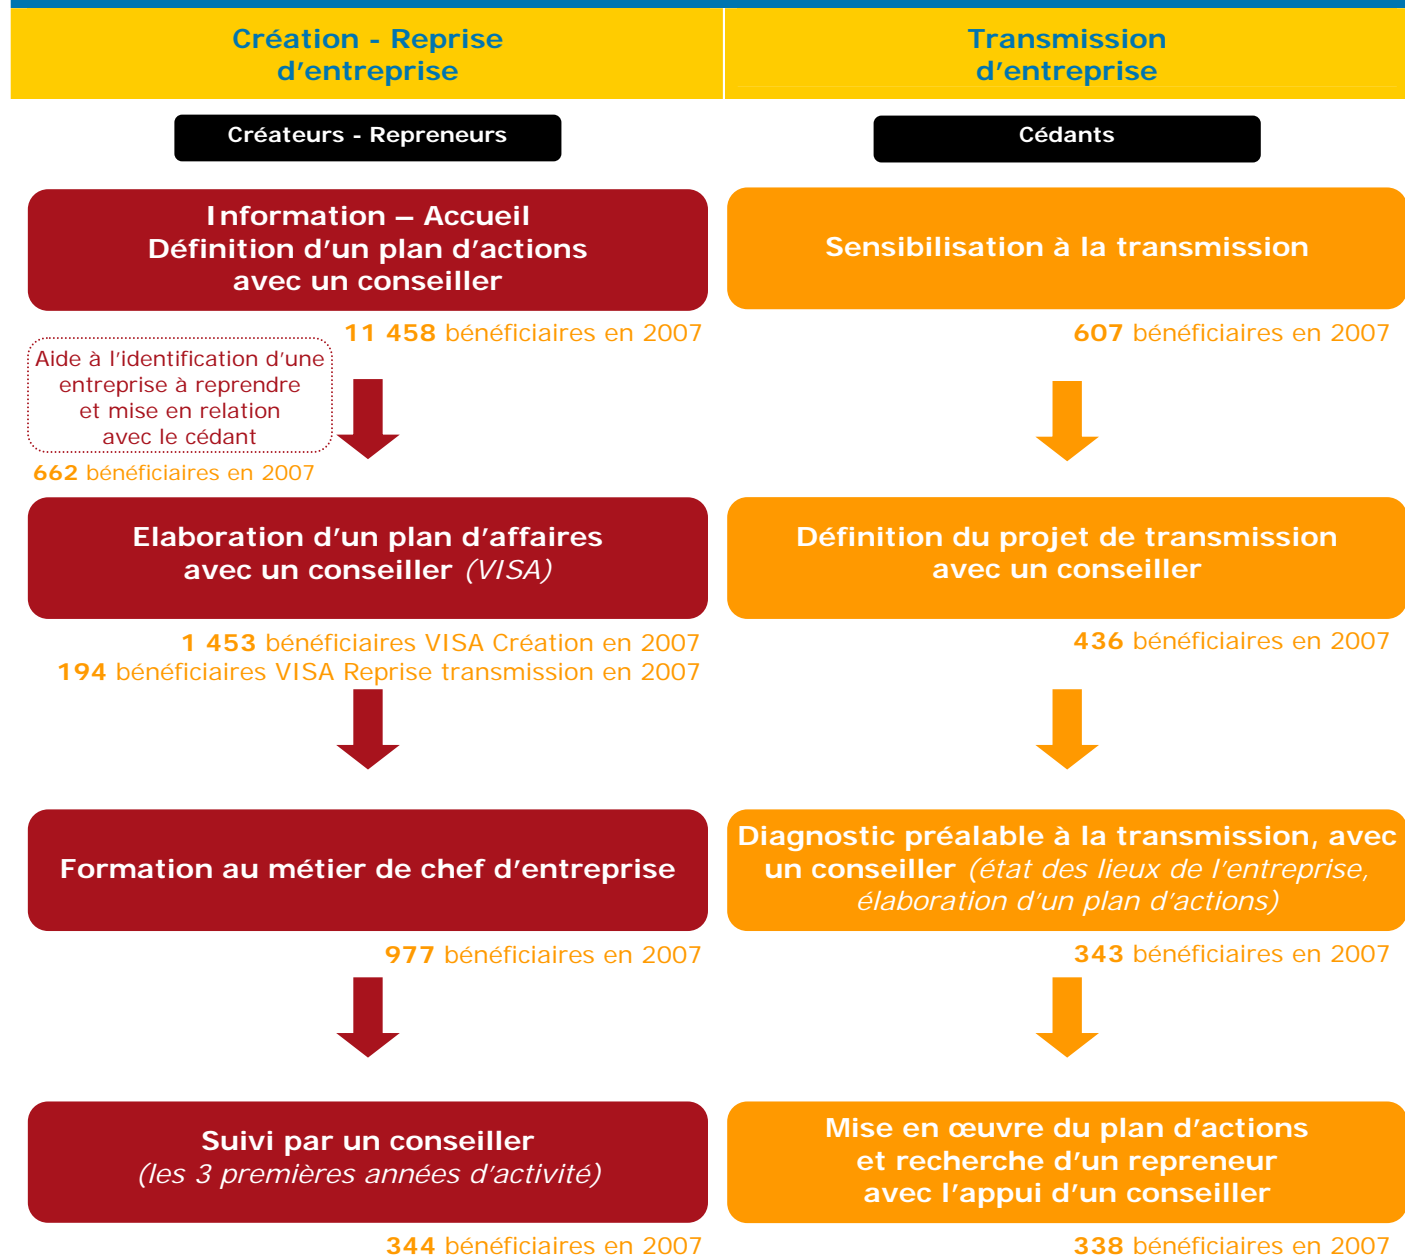 Création - Reprise
d'entreprise
Créateurs - Repreneurs
Information – Accueil
Définition d'un plan d'actions
avec un conseiller
11 458 bénéficiaires en 2007
Aide à l'identification d'une
entreprise à reprendre
et mise en relation
avec le cédant
662 bénéficiaires en 2007
Elaboration d'un plan d'affaires
avec un conseiller (VISA)
1 453 bénéficiaires VISA Création en 2007
194 bénéficiaires VISA Reprise transmission en 2007
Formation au métier de chef d'entreprise
977 bénéficiaires en 2007
Suivi par un conseiller
(les 3 premières années d'activité)
344 bénéficiaires en 2007
Transmission
d'entreprise
Cédants
Sensibilisation à la transmission
607 bénéficiaires en 2007
Définition du projet de transmission
avec un conseiller
436 bénéficiaires en 2007
Diagnostic préalable à la transmission, avec
un conseiller (état des lieux de l'entreprise,
élaboration d'un plan d'actions)
343 bénéficiaires en 2007
Mise en œuvre du plan d'actions
et recherche d'un repreneur
avec l'appui d'un conseiller
338 bénéficiaires en 2007